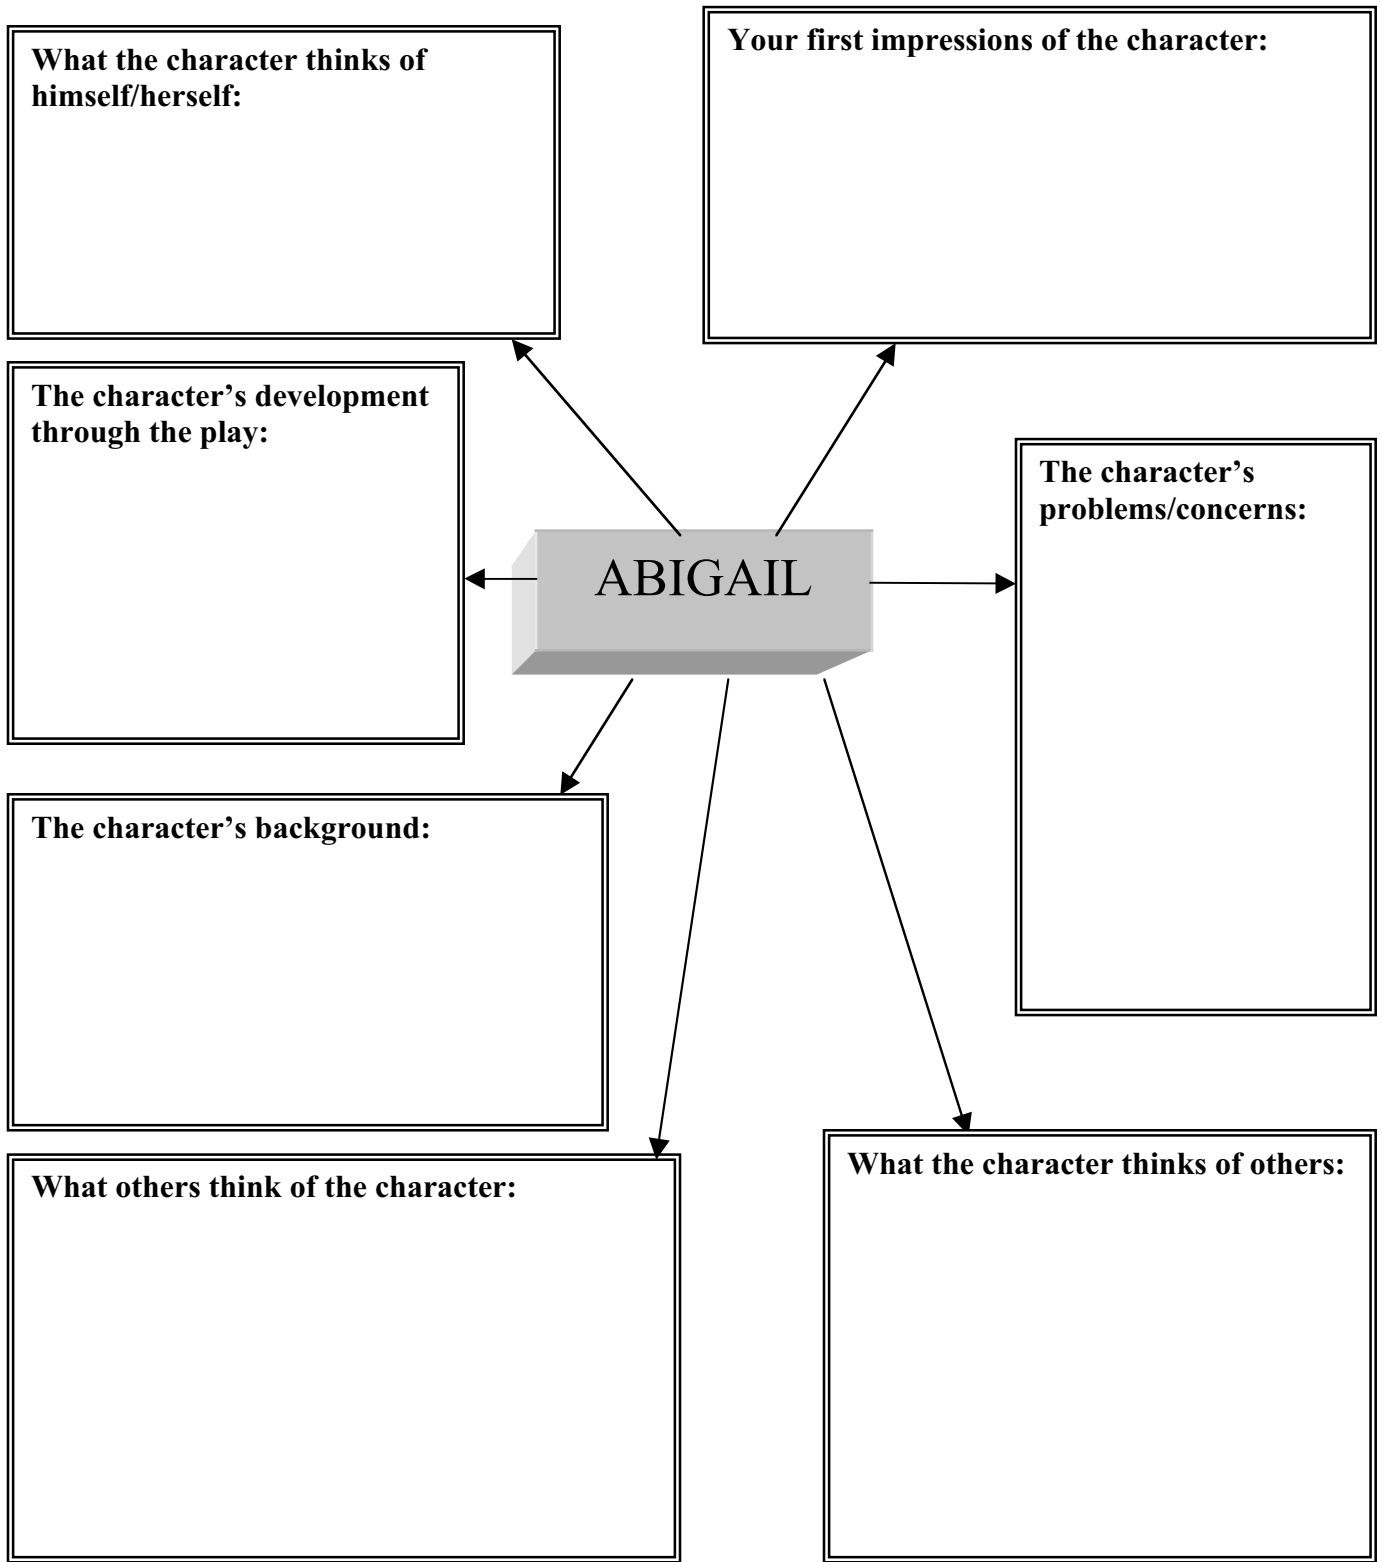 What the character thinks of
himself/herself:
Your first impressions of the character:
The character’s development
through the play:
The character’s
problems/concerns:
ABIGAIL
The character’s background:
What others think of the character:
What the character thinks of others: